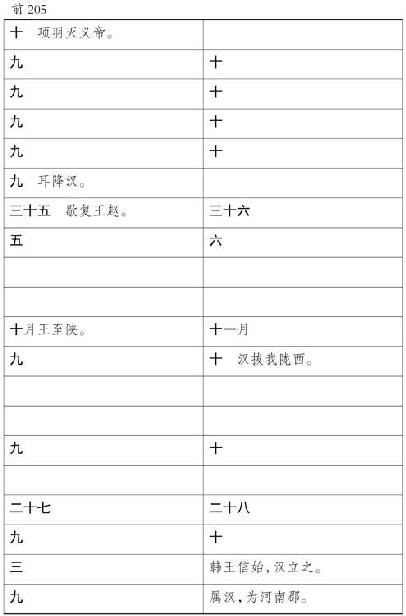 前 205
十 项羽灭义帝。
九 十
九 十
九 十
九 十
九 耳降汉。
三十五 歇复王赵。 三十六
五 六
十月王至陕。 十一月
九 十 汉拔我陇西。
九 十
二十七 二十八
九 十
三 韩王信始，汉立之。
九 属汉，为河南郡。